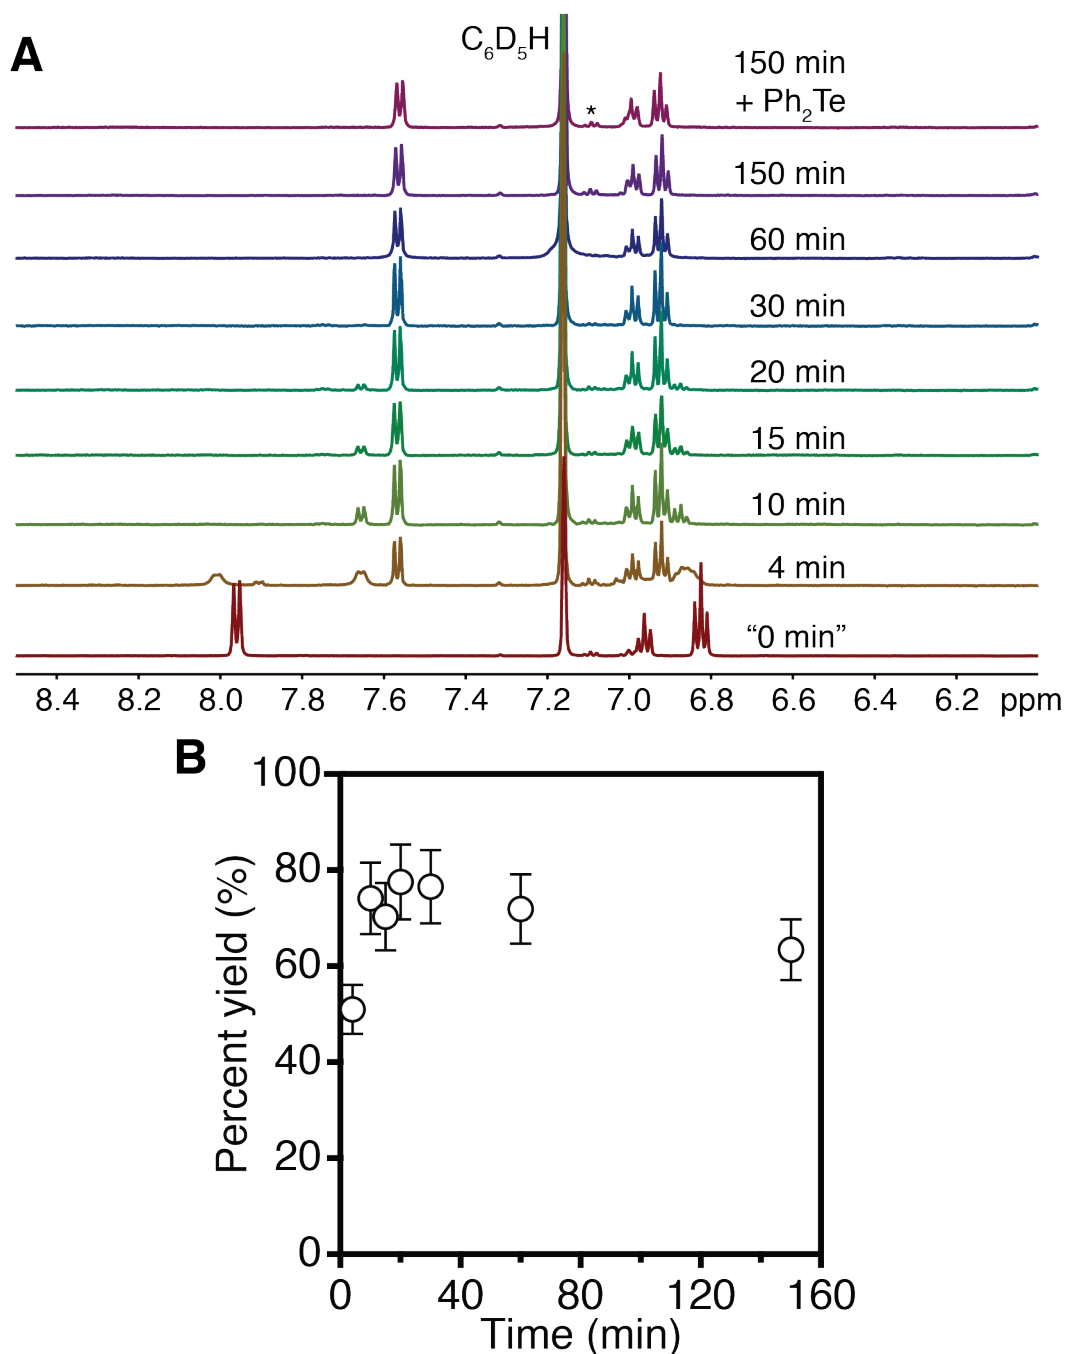 A
C₆D₅H
150 min
+ Ph₂Te
*
150 min
60 min
30 min
20 min
15 min
10 min
4 min
“0 min”
8.4 8.2 8.0 7.8 7.6 7.4 7.2 7.0 6.8 6.6 6.4 6.2 ppm
B
100
80
60
40
20
0
Percent yield (%)
0 40 80 120 160
Time (min)